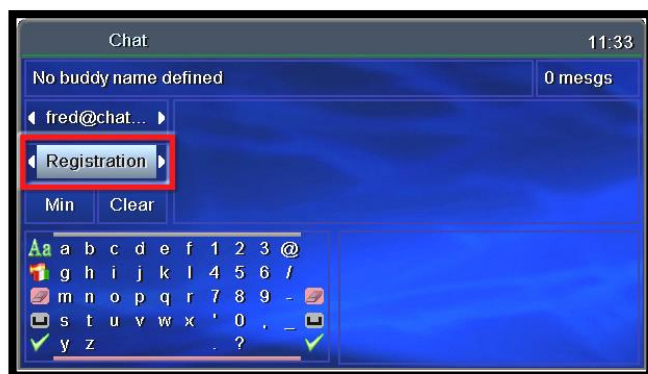 Chat 11:33
No buddy name defined 0 mesgs
fred@chat...
Registration
Min Clear
Aa a b c d e f 1 2 3 @
g h i j k l 4 5 6 /
m n o p q r 7 8 9 -
s t u v w x ' 0 , _
y z . ?